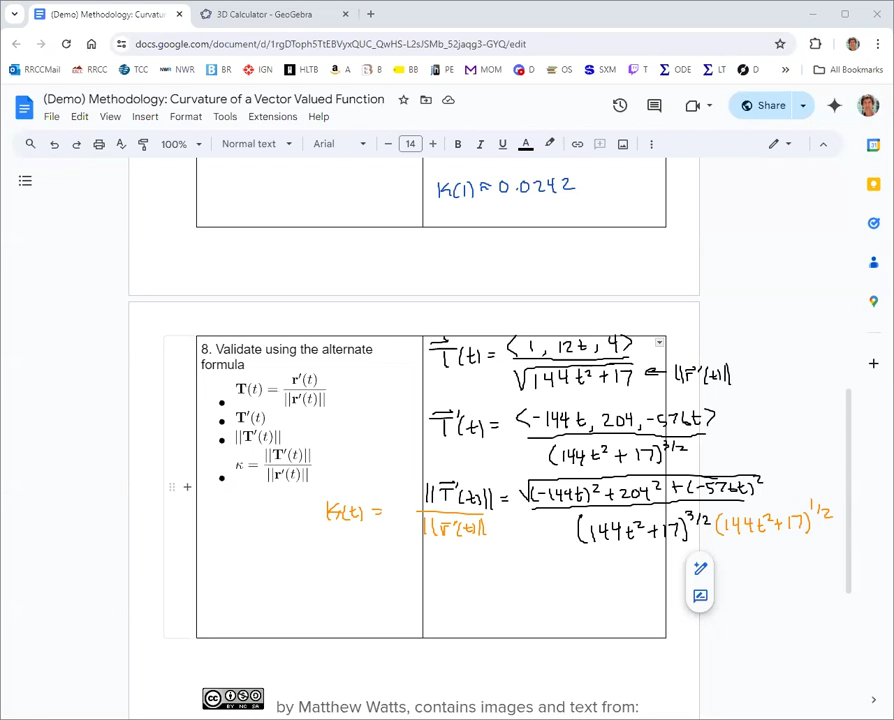 (Demo) Methodology: Curvatur
3D Calculator - GeoGebra
docs.google.com/document/d/1rgDToph5TtEBVyxQUC_QwHS-L2sJSMb_52jaqg3-GYQ/edit
RRCCMail RRCC TCC NWR BR IGN HLTB A B BB PE MOM D OS SXM T ODE LT D » All Bookmarks
(Demo) Methodology: Curvature of a Vector Valued Function
File Edit View Insert Format Tools Extensions Help
Share
100% Normal text Arial − 14 + B I U A
K(1) ≈ 0.0242
8. Validate using the alternate
formula
T(t) = r′(t) / ||r′(t)||
T′(t)
||T′(t)||
κ = ||T′(t)|| / ||r′(t)||
T(t) = <1, 12t, 4> / √(144t²+17) ← ||r′(t)||
T′(t) = <-144t, 204, -576t> / (144t² + 17)^3/2
||T′(t)|| = √((-144t)² + 204² + (-576t)²) / (144t²+17)^3/2 (144t²+17)^1/2
K(t) = / ||r′(t)||
CC BY NC SA
by Matthew Watts, contains images and text from: